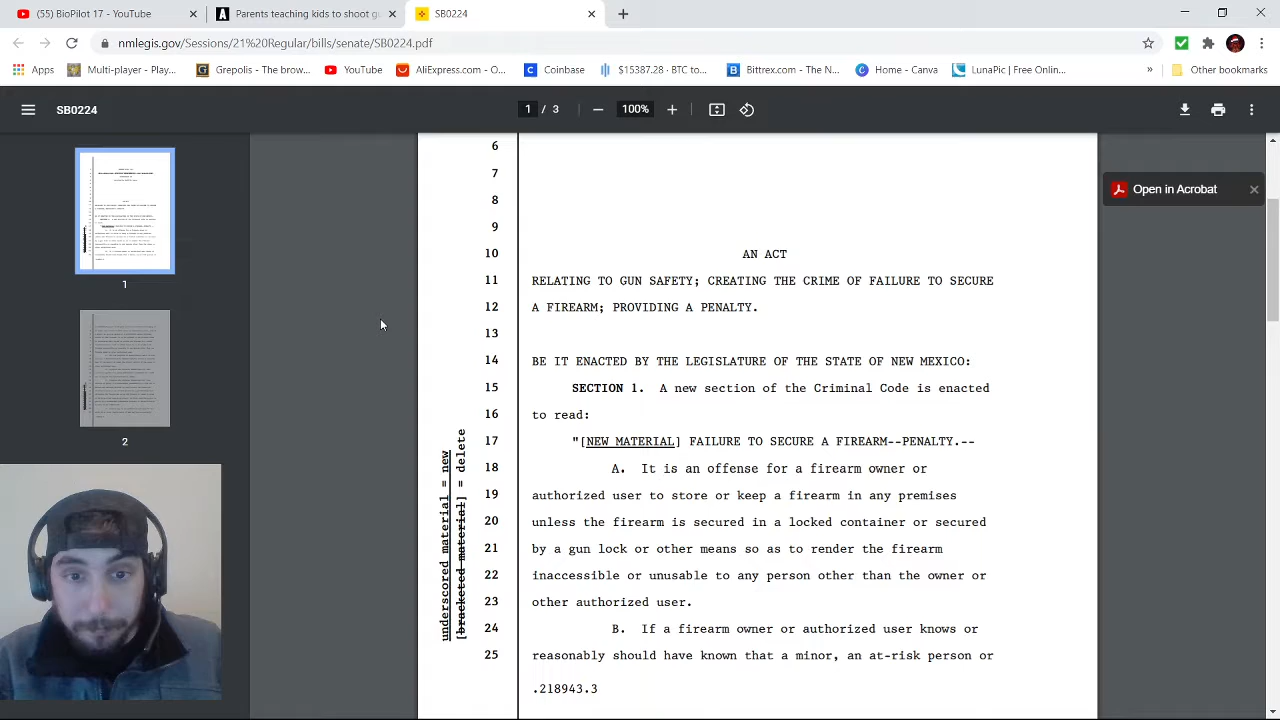 (55) BioPilot 17 - YouTube
Parents teaching kids to shoot gu
SB0224
nmlegis.gov/Sessions/21%20Regular/bills/senate/SB0224.pdf
Apps
Multi-player - Play...
Grepolis - The brow...
YouTube
AliExpress.com - O...
Coinbase
$15387.28 - BTC to...
Bittrex.com - The N...
Home - Canva
LunaPic | Free Onlin...
»
Other bookmarks
SB0224
1 / 3
100%
Open in Acrobat
1
2
6
7
8
9
10 AN ACT
11 RELATING TO GUN SAFETY; CREATING THE CRIME OF FAILURE TO SECURE
12 A FIREARM; PROVIDING A PENALTY.
13
14 BE IT ENACTED BY THE LEGISLATURE OF THE STATE OF NEW MEXICO:
15 SECTION 1. A new section of the Criminal Code is enacted
16 to read:
17 "[NEW MATERIAL] FAILURE TO SECURE A FIREARM--PENALTY.--
18 A. It is an offense for a firearm owner or
19 authorized user to store or keep a firearm in any premises
20 unless the firearm is secured in a locked container or secured
21 by a gun lock or other means so as to render the firearm
22 inaccessible or unusable to any person other than the owner or
23 other authorized user.
24 B. If a firearm owner or authorized user knows or
25 reasonably should have known that a minor, an at-risk person or
.218943.3
underscored material = new
[bracketed material] = delete